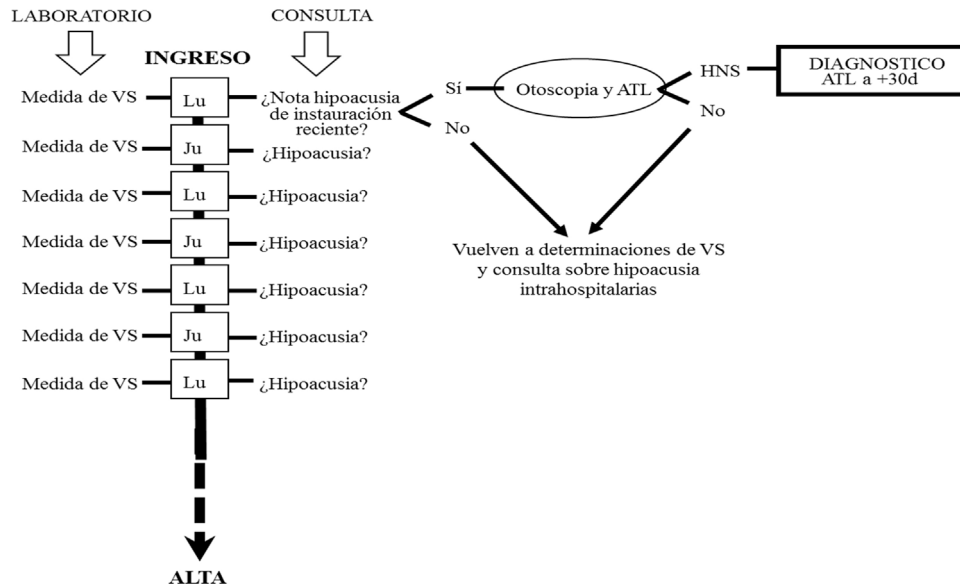 LABORATORIO
CONSULTA
INGRESO
Medida de VS
Lu
¿Nota hipoacusia
de instauración
reciente?
Sí
No
Otoscopia y ATL
HNS
No
DIAGNOSTICO
ATL a +30d
Medida de VS
Ju
¿Hipoacusia?
Medida de VS
Lu
¿Hipoacusia?
Medida de VS
Ju
¿Hipoacusia?
Medida de VS
Lu
¿Hipoacusia?
Medida de VS
Ju
¿Hipoacusia?
Medida de VS
Lu
¿Hipoacusia?
Vuelven a determinaciones de VS
y consulta sobre hipoacusia
intrahospitalarias
ALTA